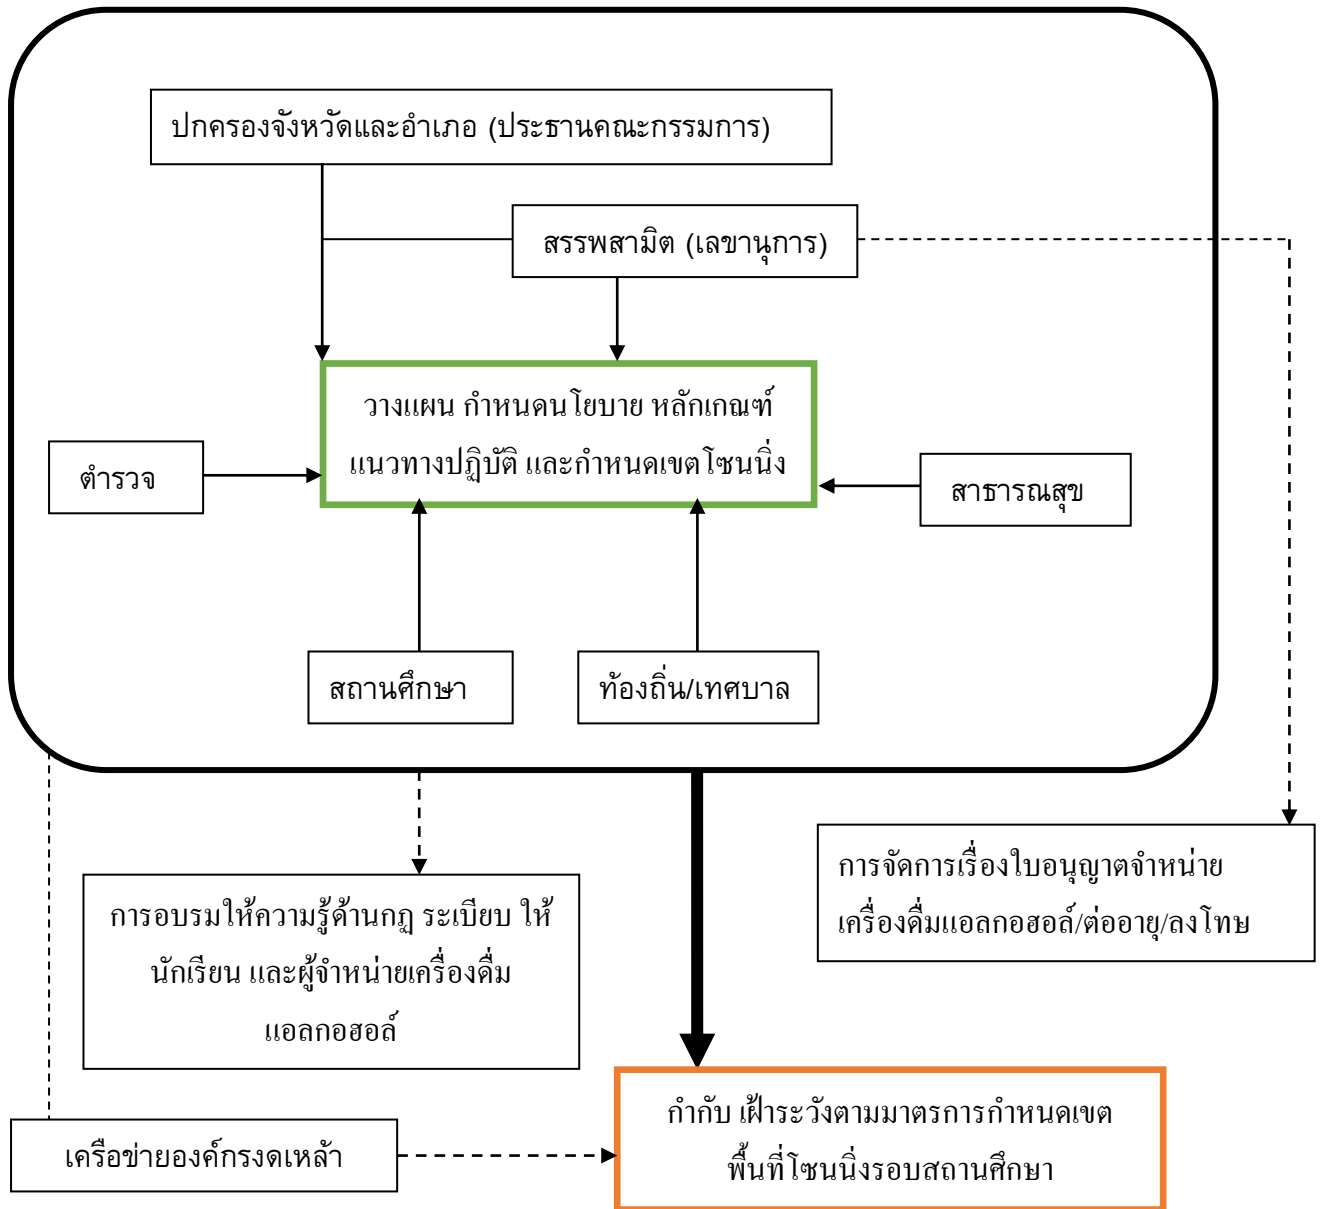 ปกครองจังหวัดและอำเภอ (ประธานคณะกรรมการ)
สรรพสามิต (เลขานุการ)
วางแผน กำหนดนโยบาย หลักเกณฑ์
แนวทางปฏิบัติ และกำหนดเขตโซนนิ่ง
ตำรวจ
สาธารณสุข
สถานศึกษา
ท้องถิ่น/เทศบาล
การจัดการเรื่องใบอนุญาตจำหน่าย
เครื่องดื่มแอลกอฮอล์/ต่ออายุ/ลงโทษ
การอบรมให้ความรู้ด้านกฎ ระเบียบ ให้
นักเรียน และผู้จำหน่ายเครื่องดื่ม
แอลกอฮอล์
กำกับ เฝ้าระวังตามมาตรการกำหนดเขต
พื้นที่โซนนิ่งรอบสถานศึกษา
เครือข่ายองค์กรงดเหล้า